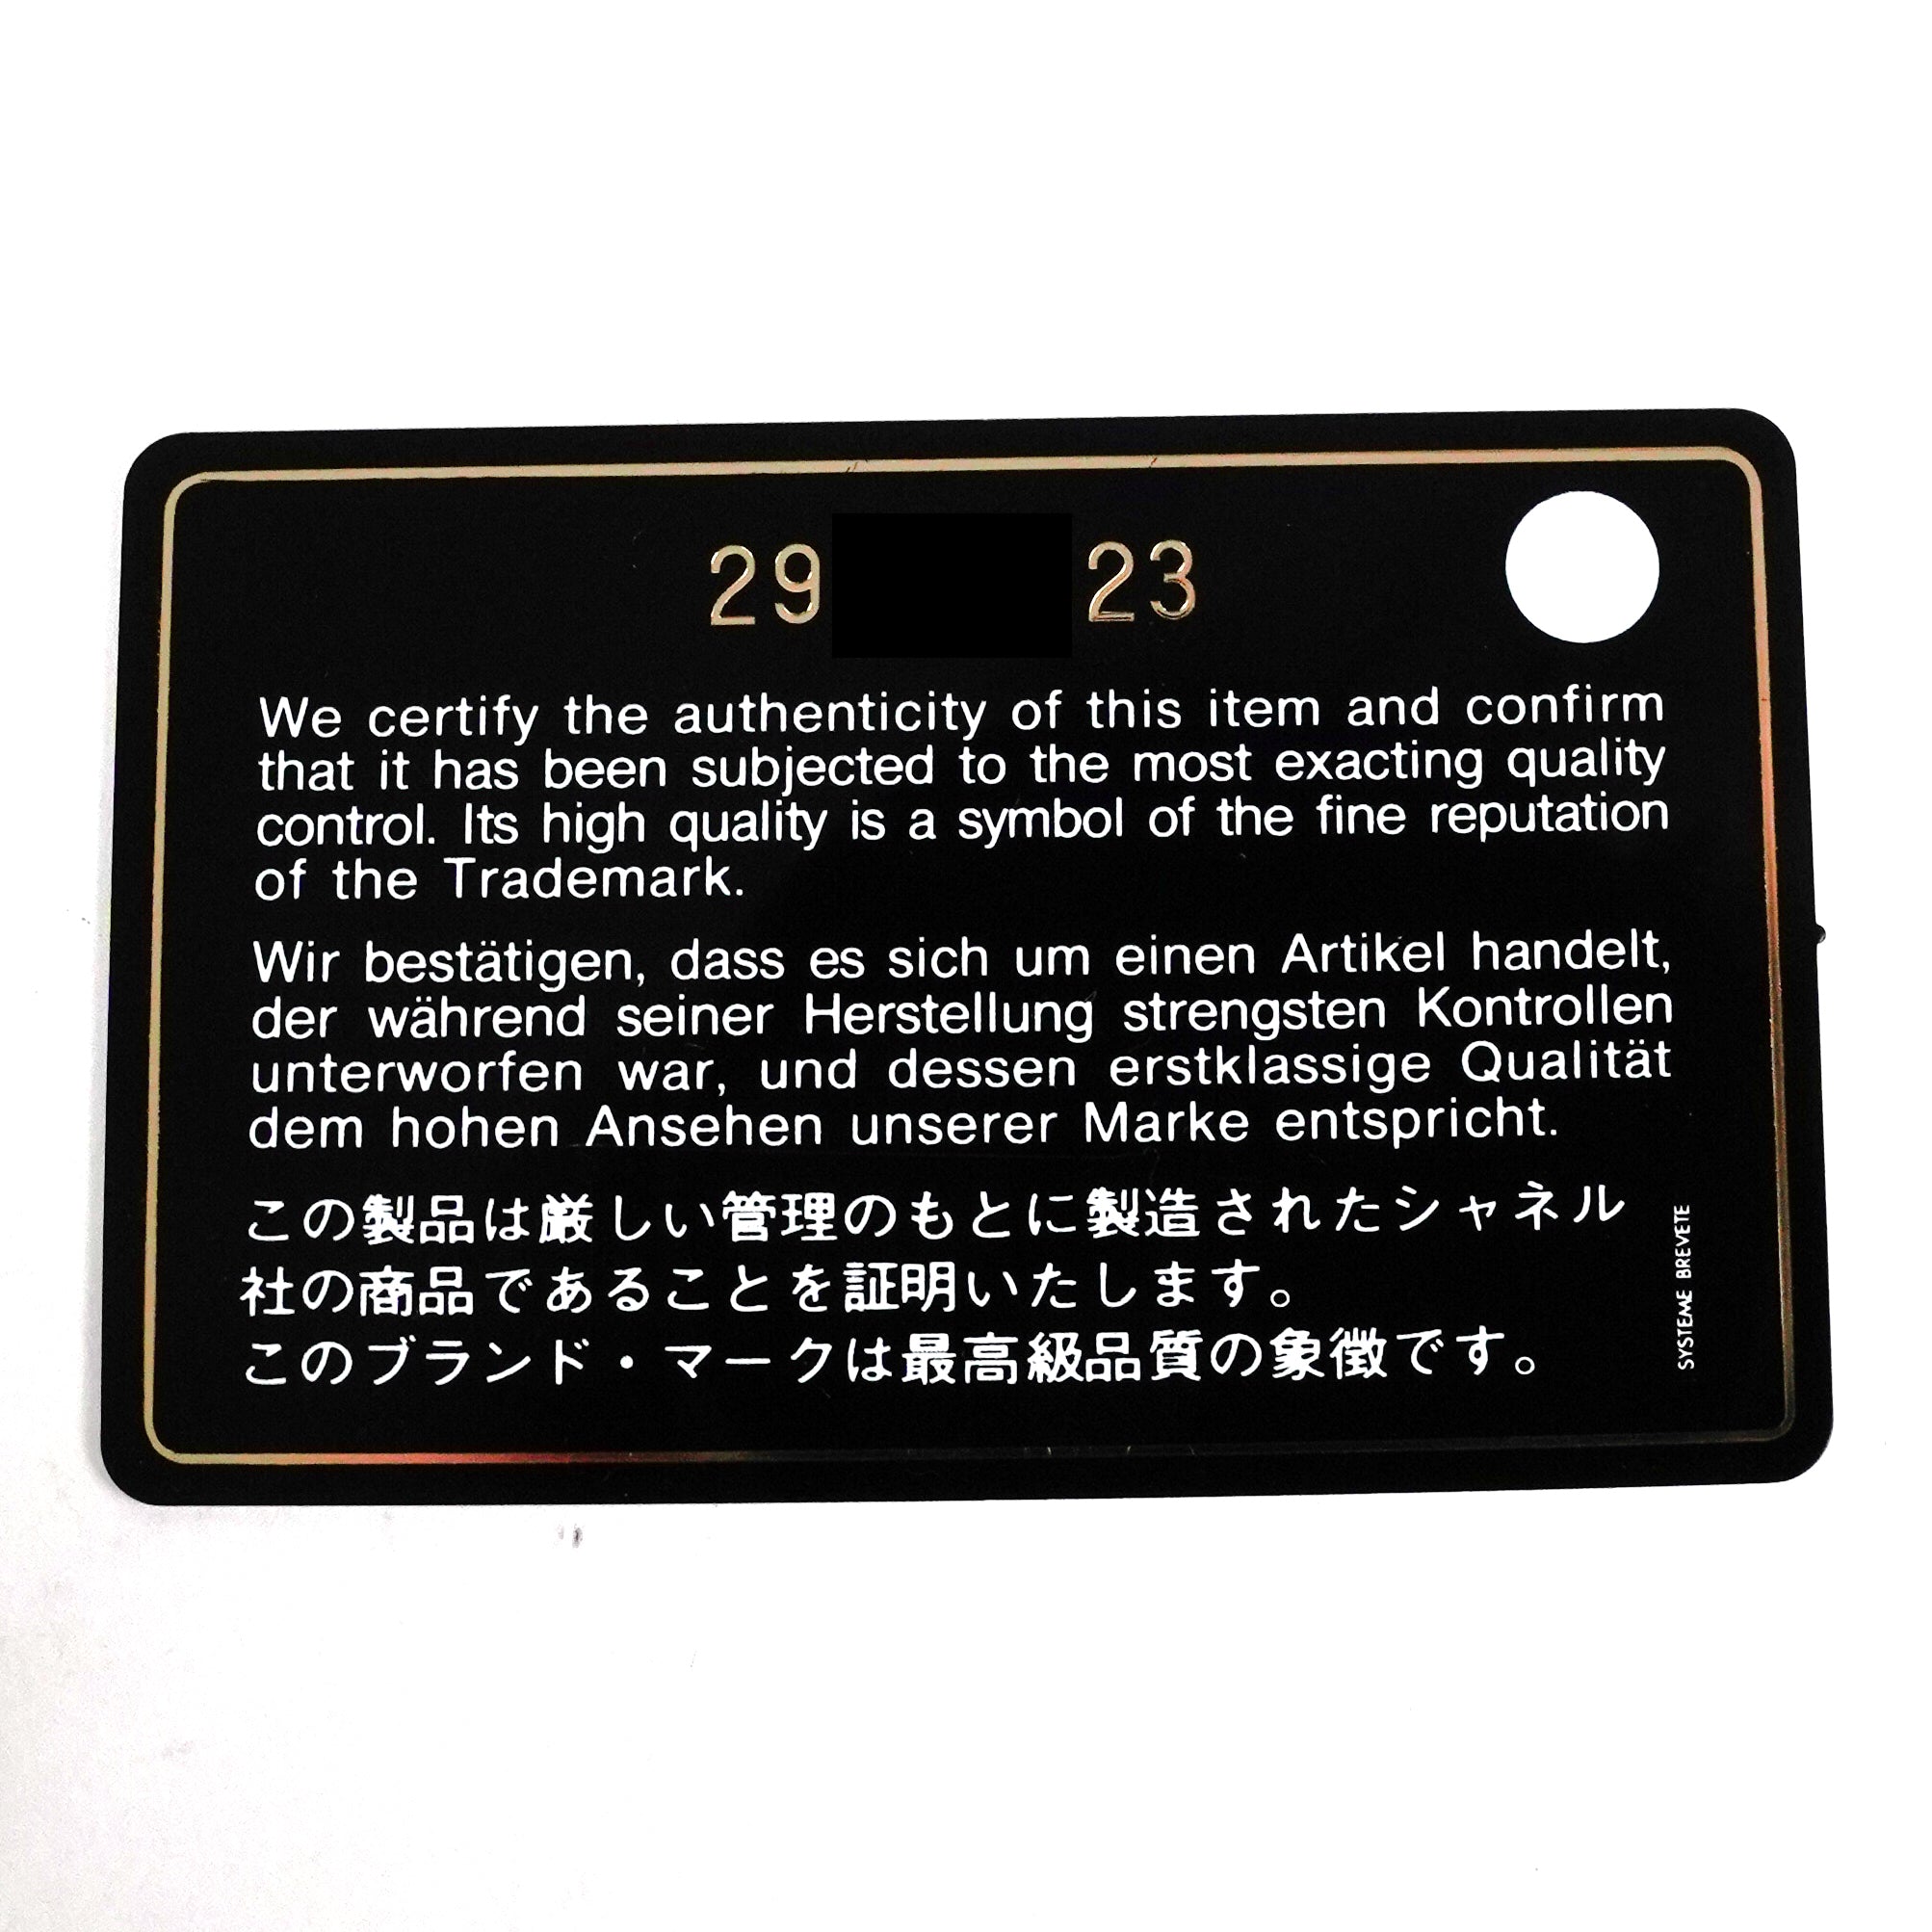 29 23
We certify the authenticity of this item and confirm
that it has been subjected to the most exacting quality
control. Its high quality is a symbol of the fine reputation
of the Trademark.
Wir bestätigen, dass es sich um einen Artikel handelt,
der während seiner Herstellung strengsten Kontrollen
unterworfen war, und dessen erstklassige Qualität
dem hohen Ansehen unserer Marke entspricht.
この製品は厳しい管理のもとに製造されたシャネル
社の商品であることを証明いたします。
このブランド・マークは最高級品質の象徴です。
SYSTEME BREVETE